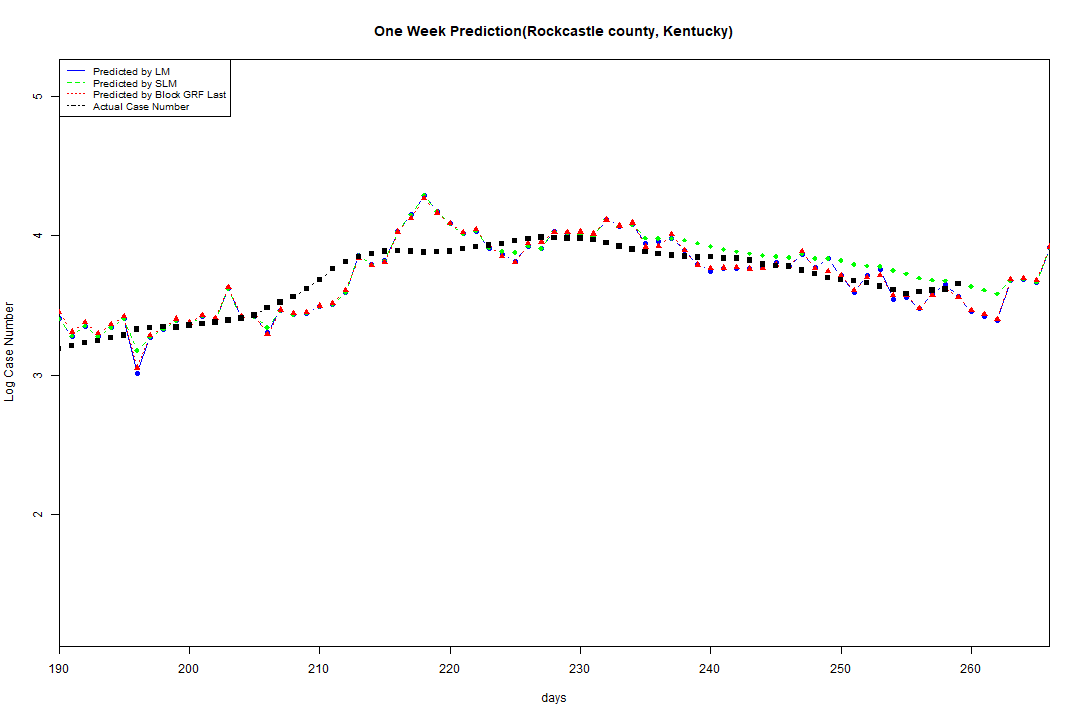 One Week Prediction(Rockcastle county, Kentucky)
Predicted by LM
Predicted by SLM
Predicted by Block GRF Last
Actual Case Number
5
4
3
2
Log Case Number
190 200 210 220 230 240 250 260
days